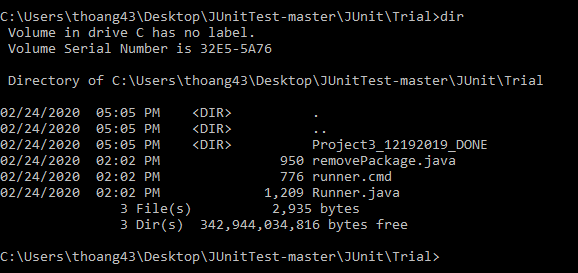 C:\Users\thoang43\Desktop\JUnitTest-master\JUnit\Trial>dir
 Volume in drive C has no label.
 Volume Serial Number is 32E5-5A76

 Directory of C:\Users\thoang43\Desktop\JUnitTest-master\JUnit\Trial

02/24/2020  05:05 PM    <DIR>          .
02/24/2020  05:05 PM    <DIR>          ..
02/24/2020  05:05 PM    <DIR>          Project3_12192019_DONE
02/24/2020  02:02 PM               950 removePackage.java
02/24/2020  02:02 PM               776 runner.cmd
02/24/2020  02:02 PM             1,209 Runner.java
               3 File(s)          2,935 bytes
               3 Dir(s)  342,944,034,816 bytes free

C:\Users\thoang43\Desktop\JUnitTest-master\JUnit\Trial>